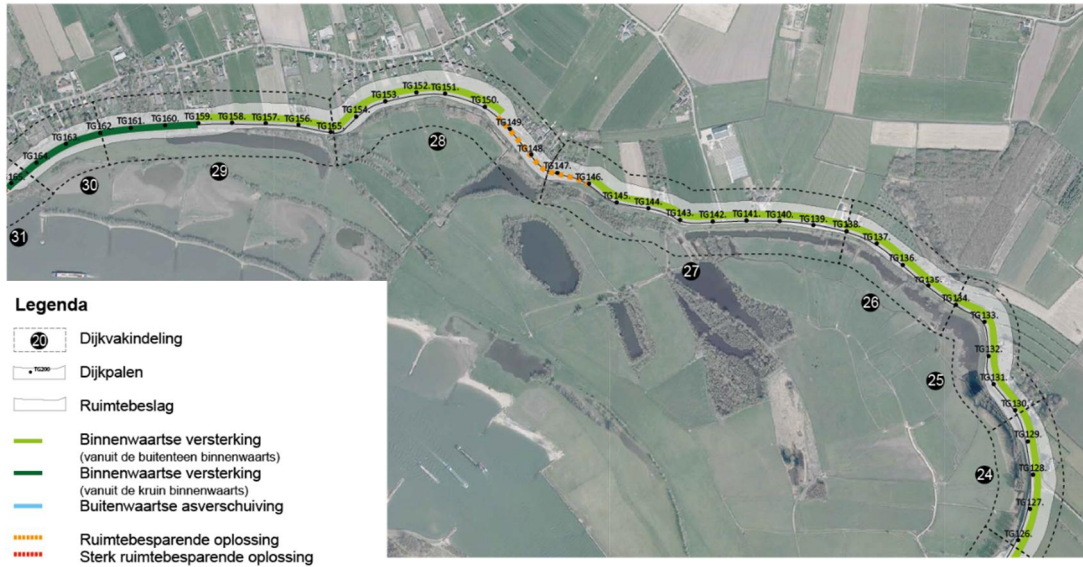 TG152.
TG151.
TG153.
TG150.
TG154.
TG159.
TG158.
TG157.
TG156.
TG155.
TG160.
TG161.
TG162.
TG163.
TG164.
165.
TG149.
TG148.
TG147.
TG146.
TG145.
TG144.
TG143.
TG142.
TG141.
TG140.
TG139.
TG138.
TG137.
TG136.
TG135.
TG134.
TG133.
TG132.
TG131.
TG130.
TG129.
TG128.
TG127.
TG126.
28
29
30
31
27
26
25
24
Legenda
20 Dijkvakindeling
TG200 Dijkpalen
Ruimtebeslag
Binnenwaartse versterking
(vanuit de buitenteen binnenwaarts)
Binnenwaartse versterking
(vanuit de kruin binnenwaarts)
Buitenwaartse asverschuiving
Ruimtebesparende oplossing
Sterk ruimtebesparende oplossing